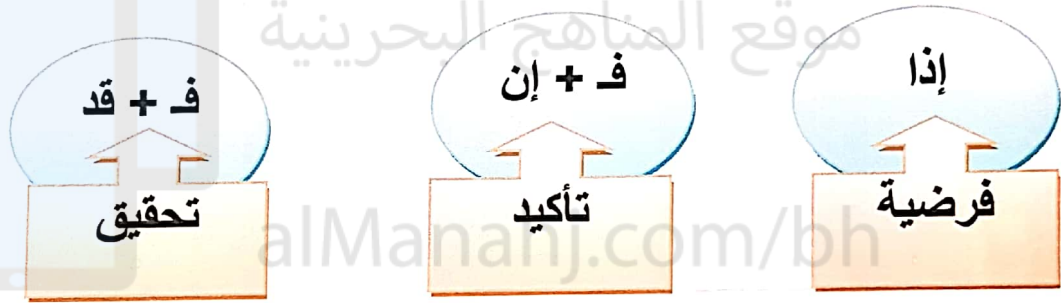 موقع المناهج البحرينية
إذا
فـ + إن
فـ + قد
فرضية
تأكيد
تحقيق
alManahj.com/bh